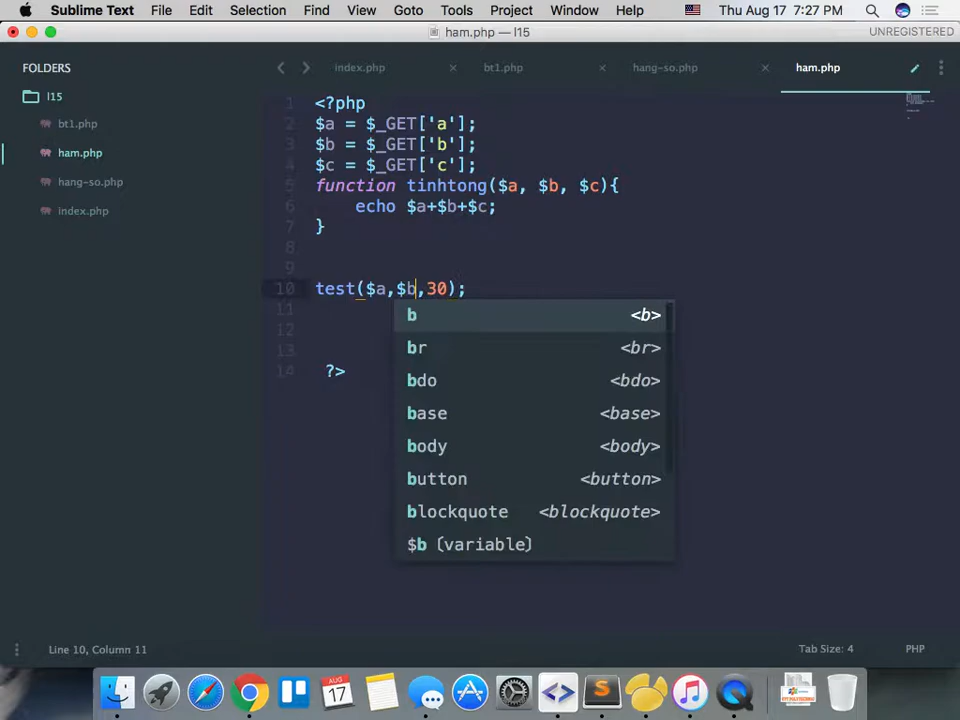 Sublime Text File Edit Selection Find View Goto Tools Project Window Help Thu Aug 17 7:27 PM
ham.php — l15 UNREGISTERED
FOLDERS
l15
bt1.php
ham.php
hang-so.php
index.php
index.php bt1.php hang-so.php ham.php
1 <?php
2 $a = $_GET['a'];
3 $b = $_GET['b'];
4 $c = $_GET['c'];
5 function tinhtong($a, $b, $c){
6 echo $a+$b+$c;
7 }
8
9
10 test($a,$b,30);
11
12
13
14 ?>
b <b>
br <br>
bdo <bdo>
base <base>
body <body>
button <button>
blockquote <blockquote>
$b (variable)
Line 10, Column 11 Tab Size: 4 PHP
AUG
17